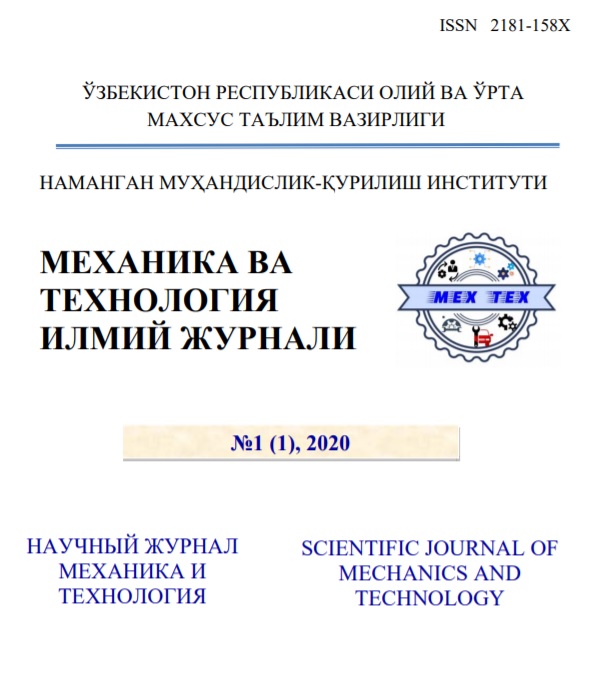 ISSN 2181-158X
ЎЗБЕКИСТОН РЕСПУБЛИКАСИ ОЛИЙ ВА ЎРТА
МАХСУС ТАЪЛИМ ВАЗИРЛИГИ
НАМАНГАН МУҲАНДИСЛИК-ҚУРИЛИШ ИНСТИТУТИ
МЕХАНИКА ВА
ТЕХНОЛОГИЯ
ИЛМИЙ ЖУРНАЛИ
MEX TEX
№1 (1), 2020
НАУЧНЫЙ ЖУРНАЛ
МЕХАНИКА И
ТЕХНОЛОГИЯ
SCIENTIFIC JOURNAL OF
MECHANICS AND
TECHNOLOGY